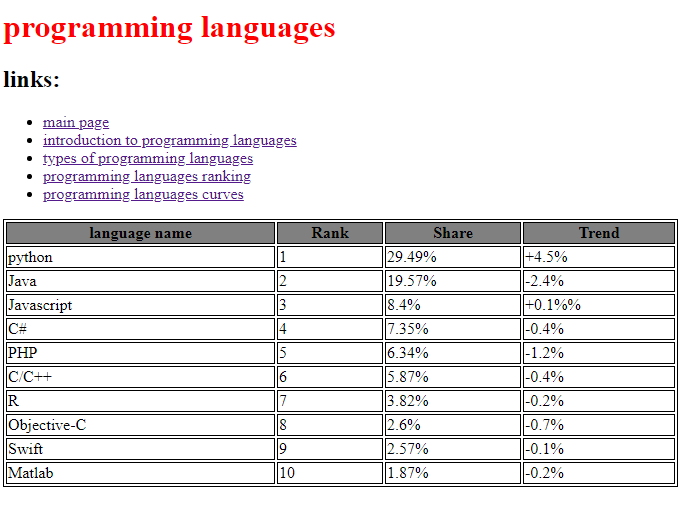 programming languages
links:
main page
introduction to programming languages
types of programming languages
programming languages ranking
programming languages curves
language name Rank Share Trend
python 1 29.49% +4.5%
Java 2 19.57% -2.4%
Javascript 3 8.4% +0.1%%
C# 4 7.35% -0.4%
PHP 5 6.34% -1.2%
C/C++ 6 5.87% -0.4%
R 7 3.82% -0.2%
Objective-C 8 2.6% -0.7%
Swift 9 2.57% -0.1%
Matlab 10 1.87% -0.2%